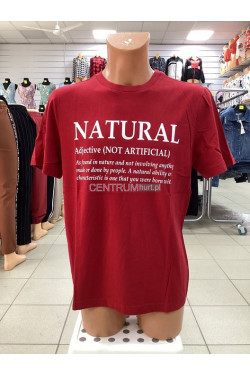 NATURAL
Adjective (NOT ARTIFICIAL)
As found in nature and not involving anything
made or done by people. A natural ability or
characteristic is one that you were born with
CENTRUMhurt.pl